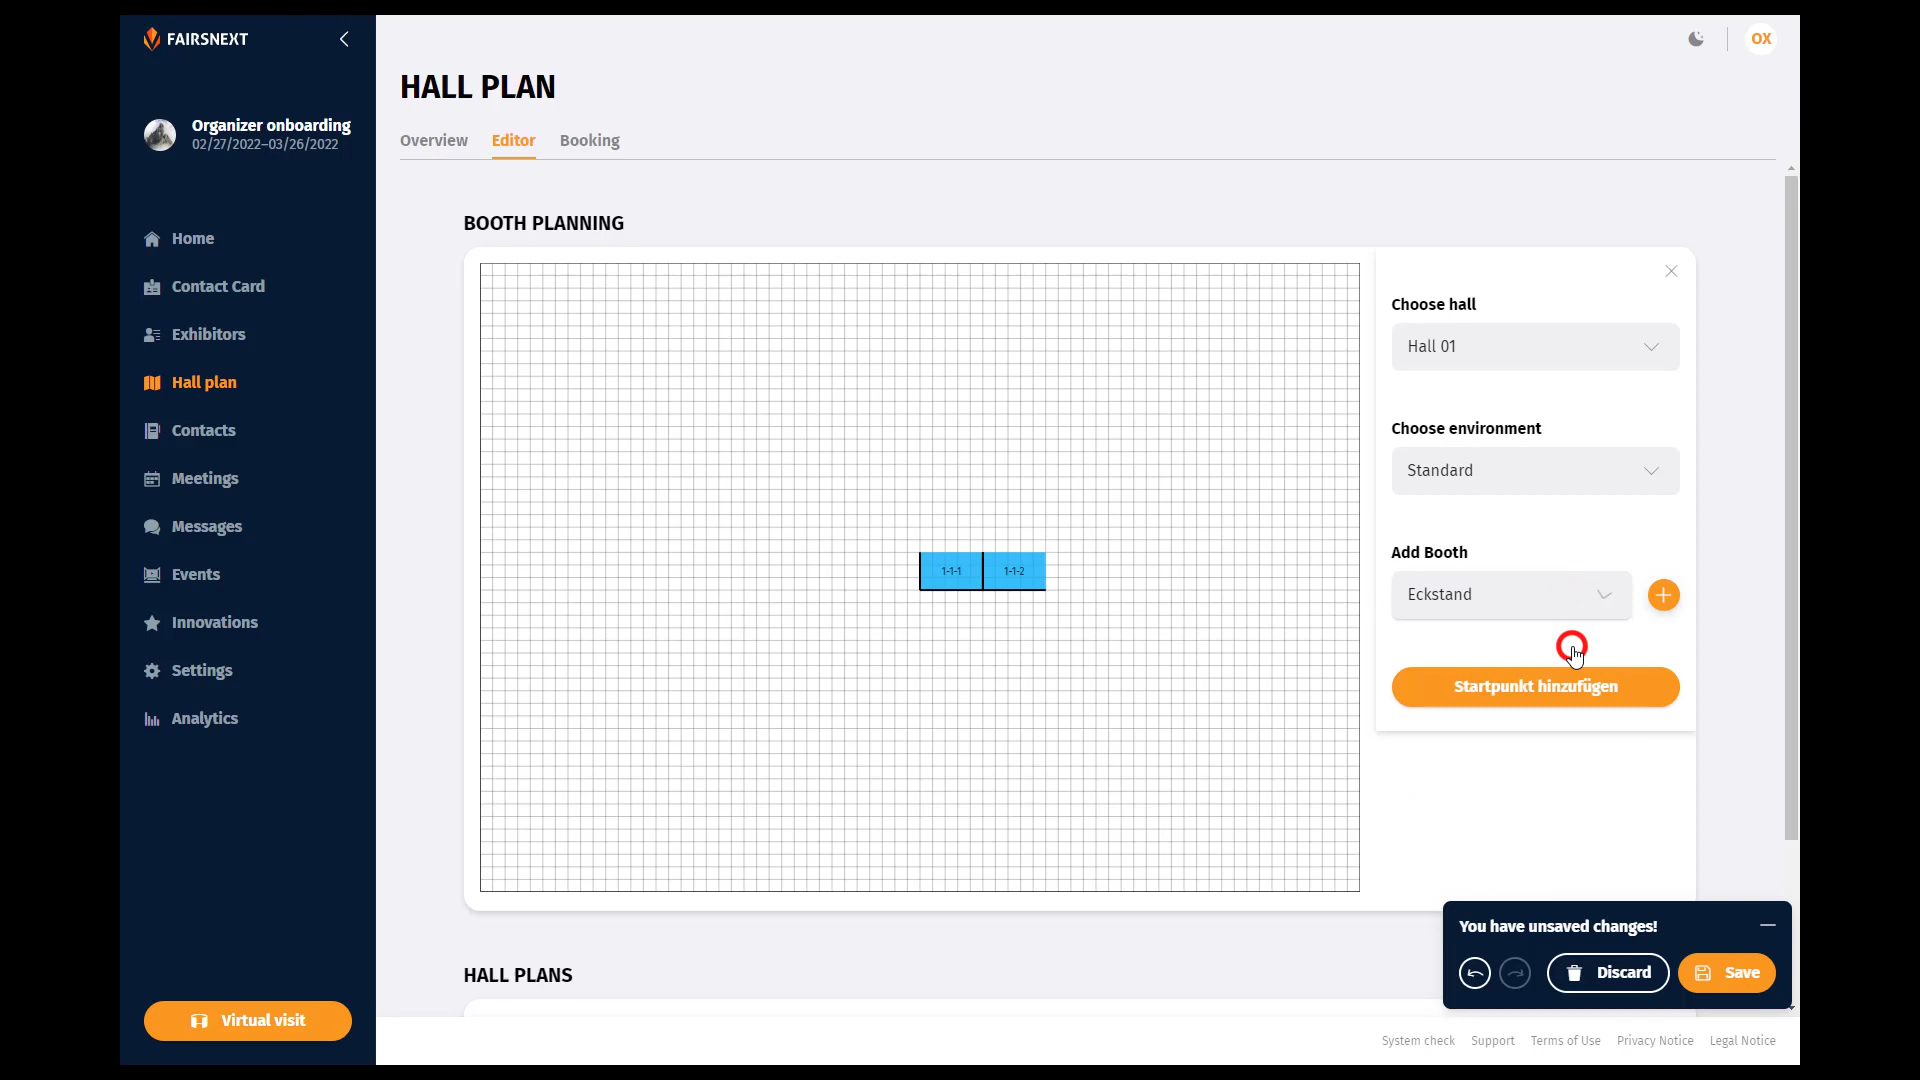 FAIRSNEXT
OX
HALL PLAN
Organizer onboarding
02/27/2022–03/26/2022
Overview Editor Booking
BOOTH PLANNING
Home
Contact Card
Exhibitors
Hall plan
Contacts
Meetings
Messages
Events
Innovations
Settings
Analytics
Virtual visit
1-1-1 1-1-2
Choose hall
Hall 01
Choose environment
Standard
Add Booth
Eckstand
Startpunkt hinzufügen
You have unsaved changes!
Discard Save
HALL PLANS
System check Support Terms of Use Privacy Notice Legal Notice